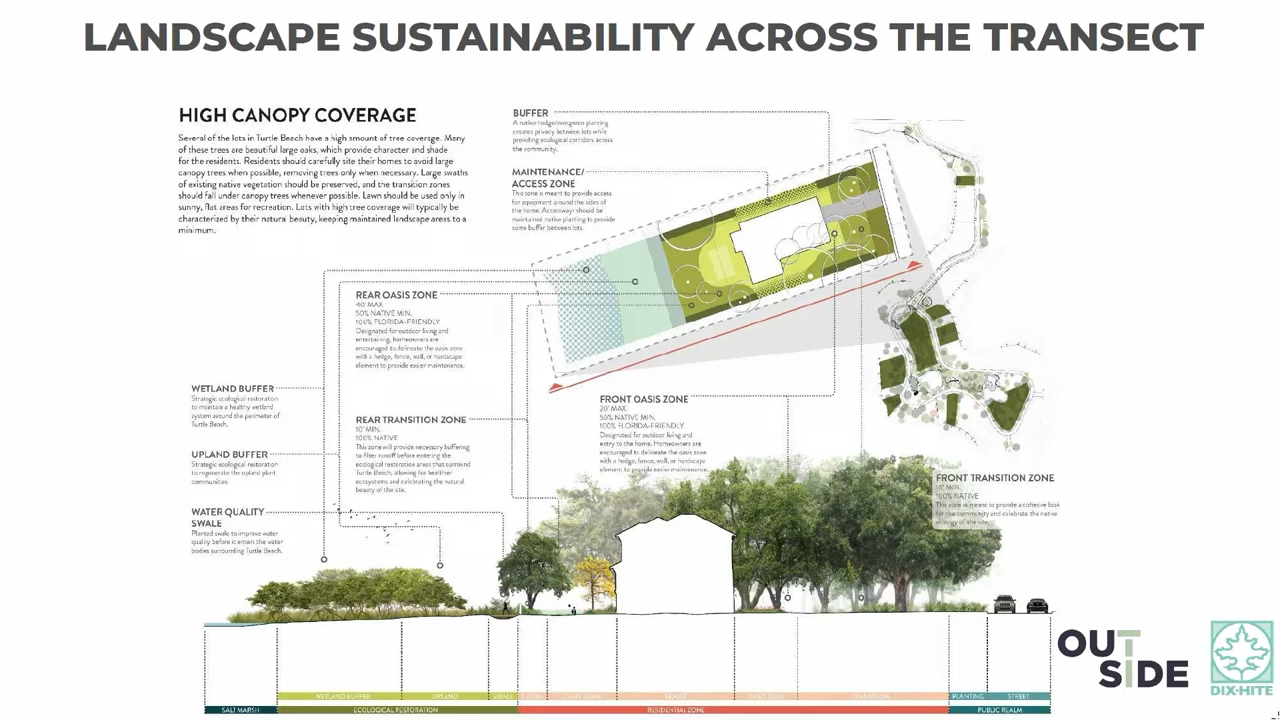 LANDSCAPE SUSTAINABILITY ACROSS THE TRANSECT
HIGH CANOPY COVERAGE
Several of the lots in Turtle Beach have a high amount of tree coverage. Many
of these trees are beautiful large oaks, which provide character and shade
for the residents. Residents should carefully site their homes to avoid large
canopy trees when possible, removing trees only when necessary. Large swaths
of existing native vegetation should be preserved, and the transition zones
should fall under canopy trees whenever possible. Lawn should be used only in
sunny, flat areas for recreation. Lots with high tree coverage will typically be
characterized by their natural beauty, keeping maintained landscape areas to a
minimum.
BUFFER
A native hedge/evergreen planting
creates privacy between lots while
providing ecological corridors across
the community.
MAINTENANCE/
ACCESS ZONE
This zone is meant to provide access
for equipment around the sides of
the home. Accessways should be
maintained native planting to provide
some buffer between lots.
REAR OASIS ZONE
40' MAX.
50% NATIVE MIN.
100% FLORIDA-FRIENDLY
Designated for outdoor living and
entertaining, homeowners are
encouraged to delineate the oasis zone
with a hedge, fence, wall, or hardscape
element to provide easier maintenance.
WETLAND BUFFER
Strategic ecological restoration
to maintain a healthy wetland
system around the perimeter of
Turtle Beach.
REAR TRANSITION ZONE
10' MIN.
100% NATIVE
This zone will provide necessary buffering
to filter runoff before entering the
ecological restoration areas that surround
Turtle Beach, allowing for healthier
ecosystems and celebrating the natural
beauty of the site.
FRONT OASIS ZONE
20' MAX.
50% NATIVE MIN.
100% FLORIDA-FRIENDLY
Designated for outdoor living and
entry to the home. Homeowners are
encouraged to delineate the oasis zone
with a hedge, fence, wall, or hardscape
element to provide easier maintenance.
UPLAND BUFFER
Strategic ecological restoration
to regenerate the upland plant
communities.
FRONT TRANSITION ZONE
10' MIN.
100% NATIVE
This zone is meant to provide a cohesive look
for the community and celebrate the native
ecology of the site.
WATER QUALITY
SWALE
Planted swale to improve water
quality before it enters the water
bodies surrounding Turtle Beach.
WETLAND BUFFER UPLAND SWALE OASIS ZONE HOUSE OASIS ZONE TRANSITION PLANTING STREET
SALT MARSH ECOLOGICAL RESTORATION RESIDENTIAL ZONE PUBLIC REALM
OUTSIDE
DIX·HITE